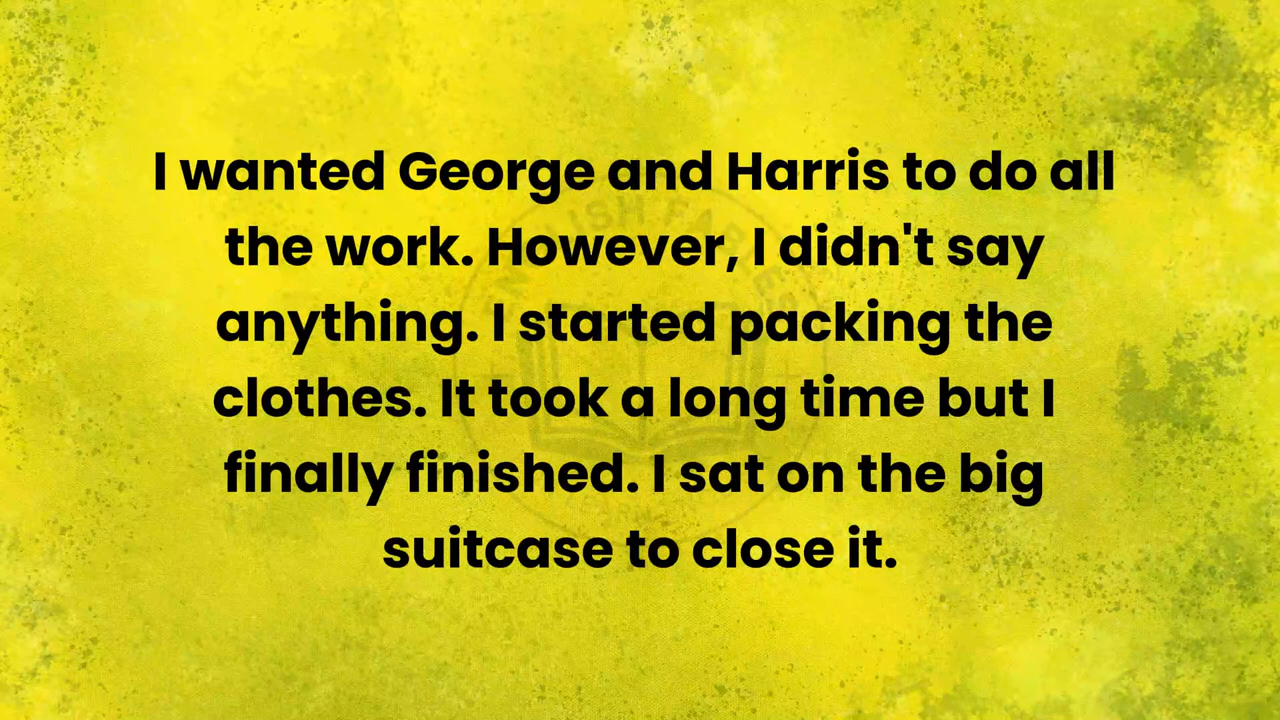 I wanted George and Harris to do all
the work. However, I didn't say
anything. I started packing the
clothes. It took a long time but I
finally finished. I sat on the big
suitcase to close it.